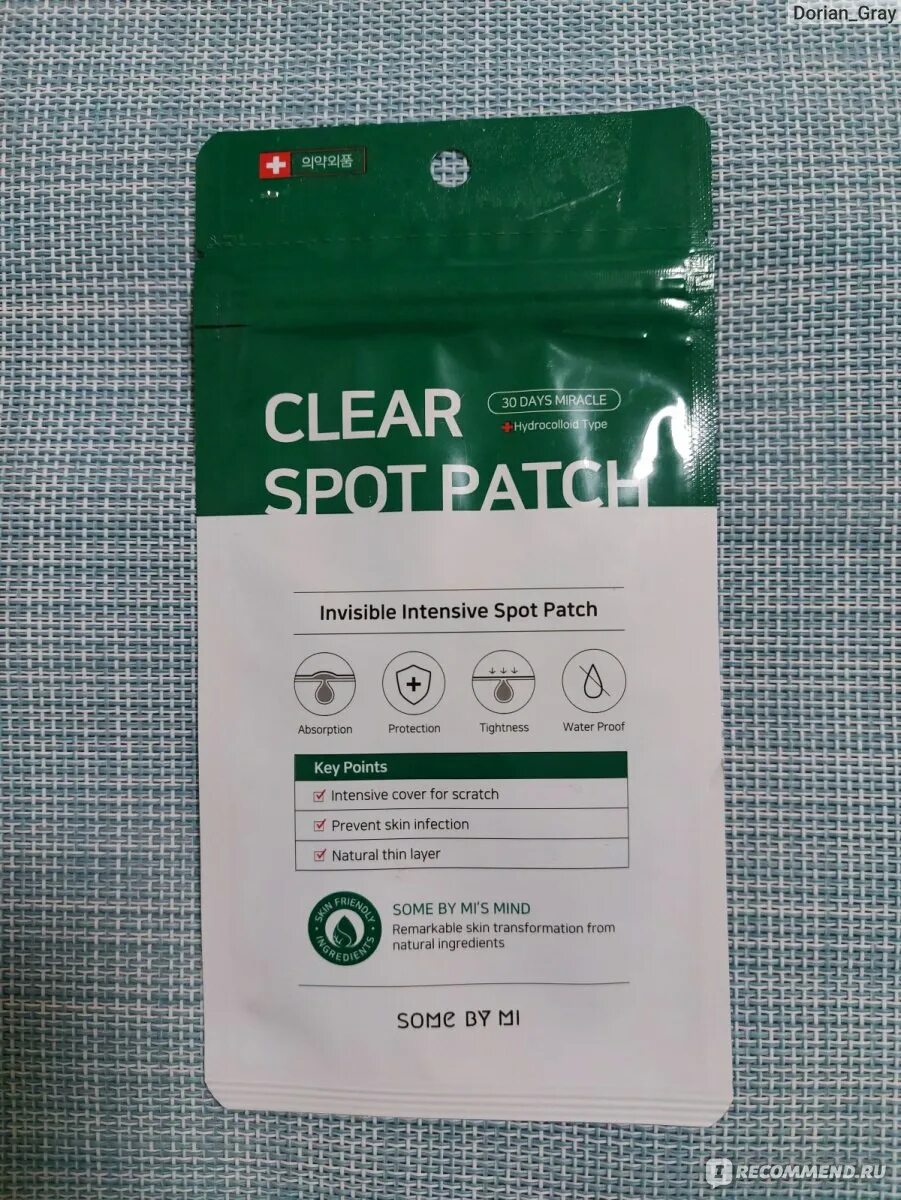 Dorian_Gray
의약외품
CLEAR
30 DAYS MIRACLE
Hydrocolloid Type
SPOT PATCH
Invisible Intensive Spot Patch
Absorption Protection Tightness Water Proof
Key Points
Intensive cover for scratch
Prevent skin infection
Natural thin layer
SKIN FRIENDLY
INGREDIENTS
SOME BY MI'S MIND
Remarkable skin transformation from
natural ingredients
SOME BY MI
RECOMMEND.RU